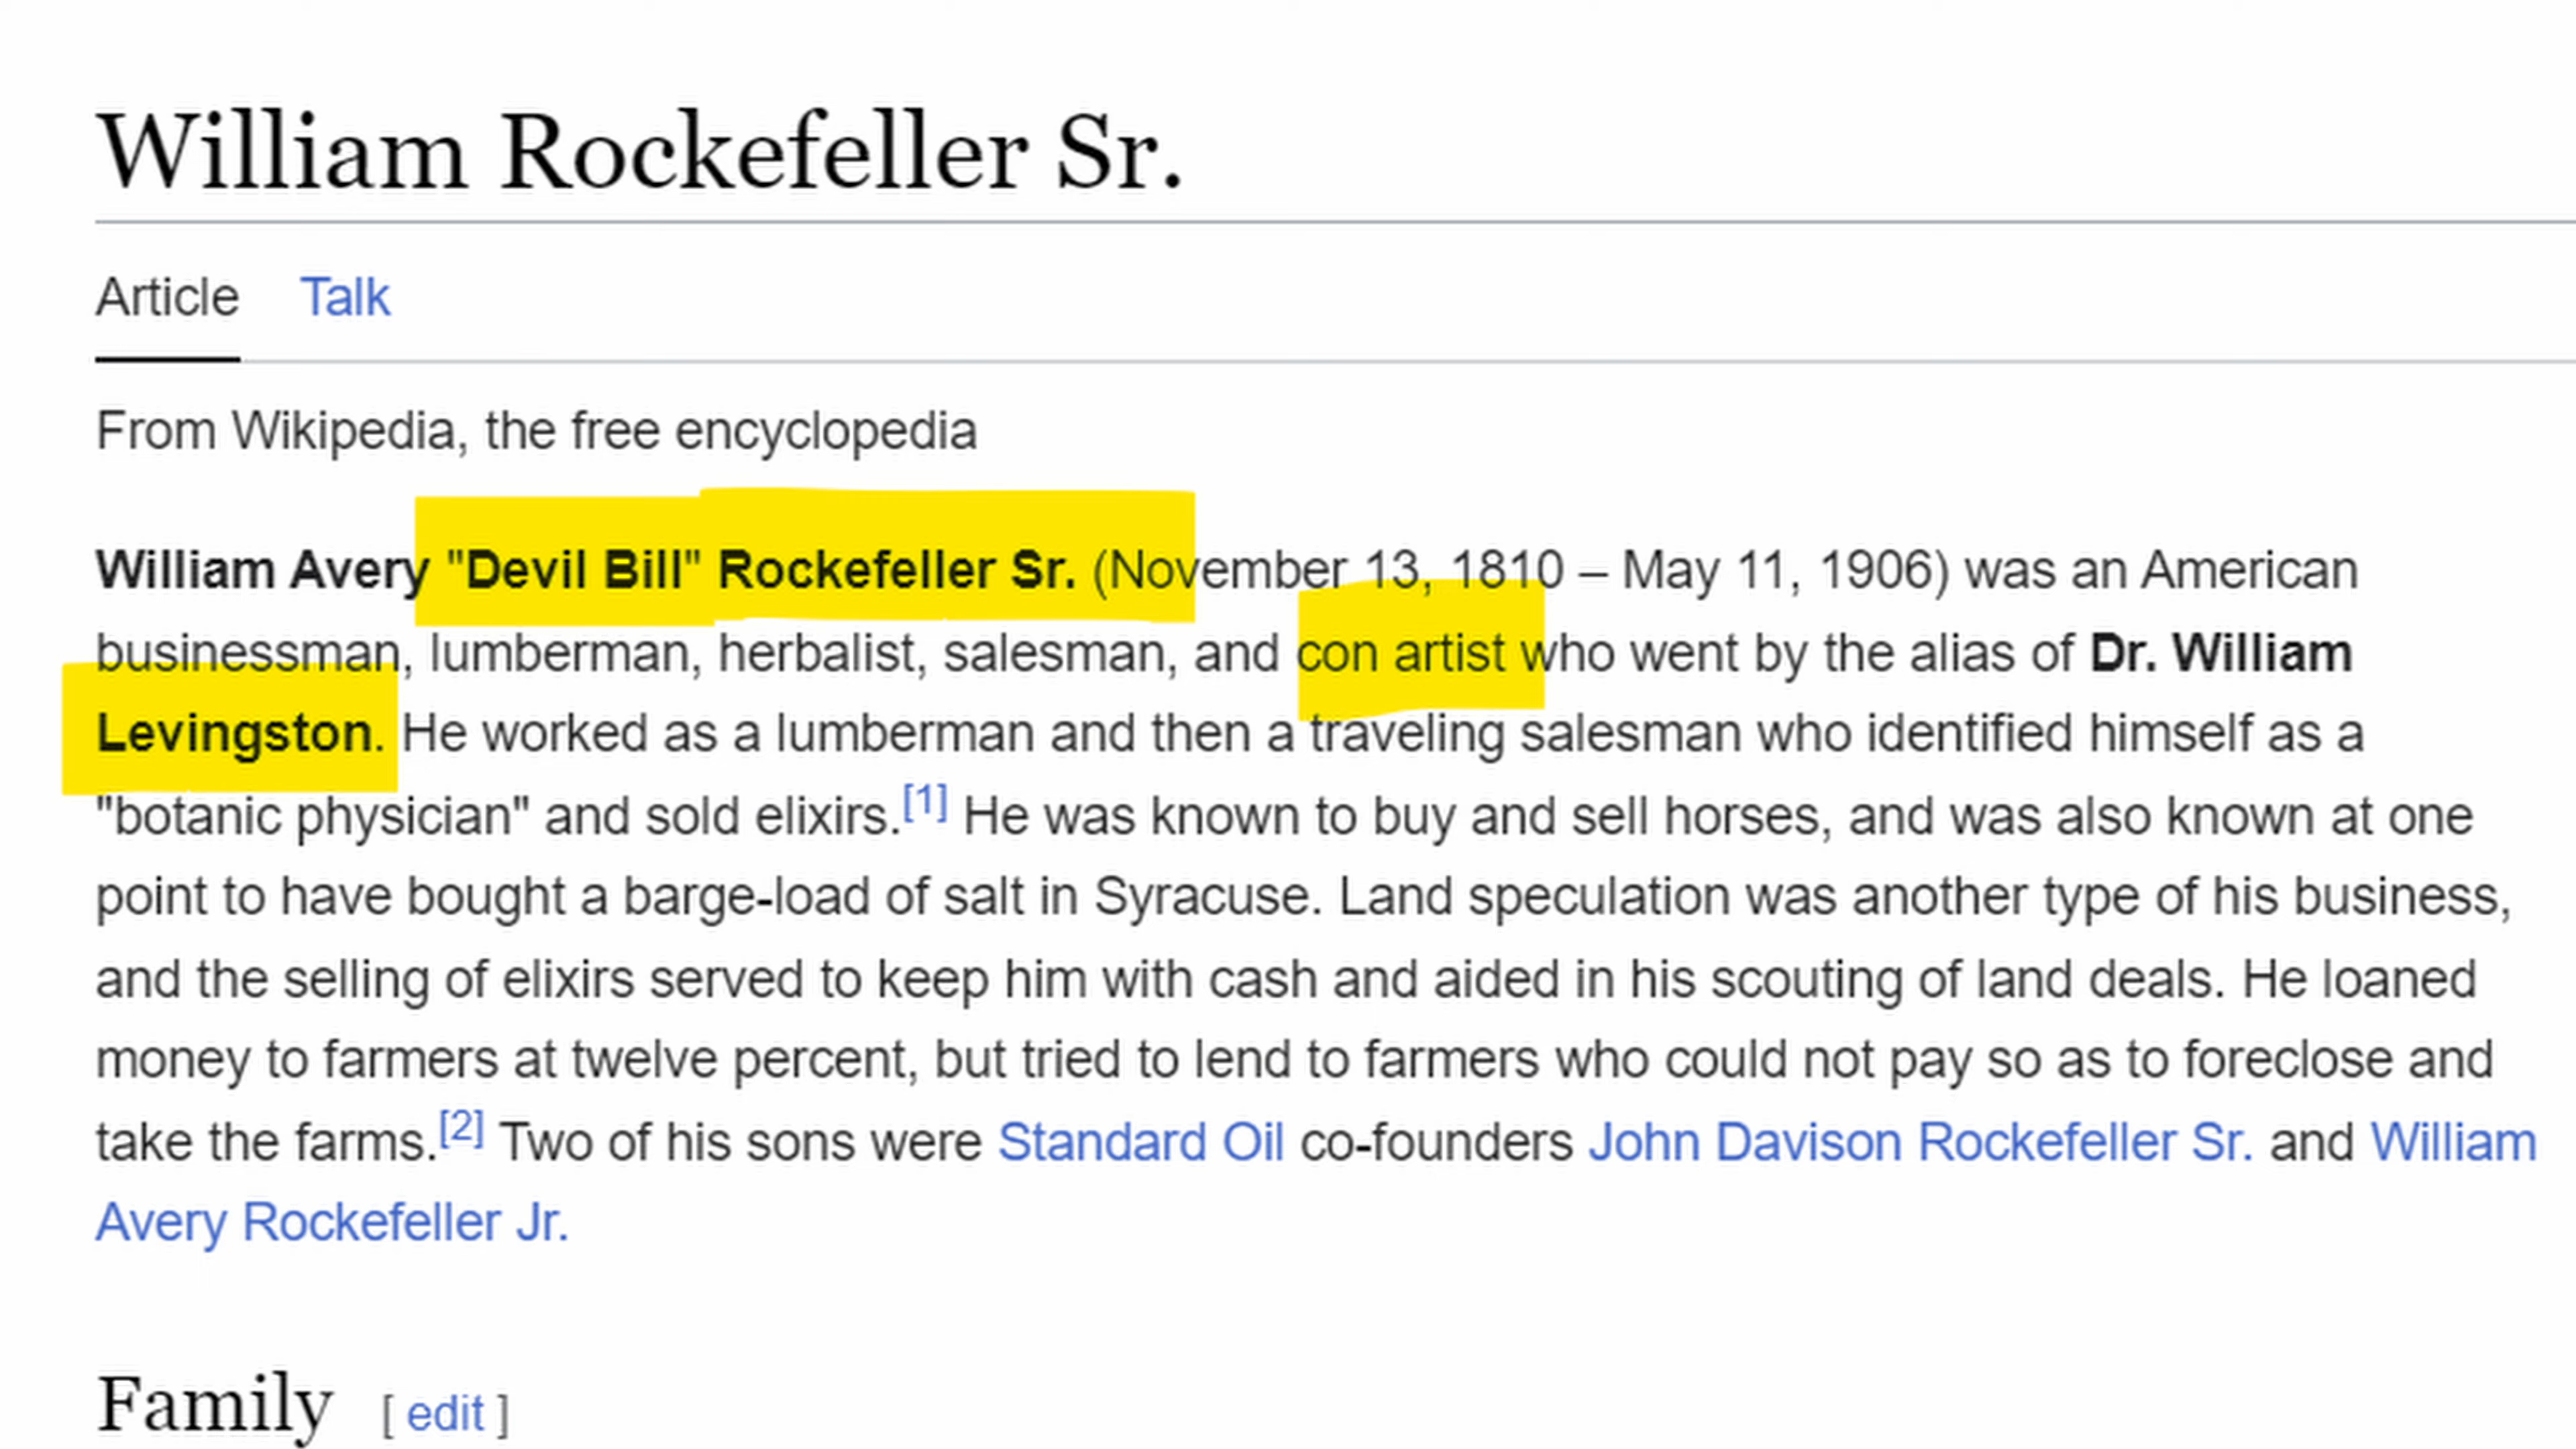 William Rockefeller Sr.
Article Talk
From Wikipedia, the free encyclopedia
William Avery "Devil Bill" Rockefeller Sr. (November 13, 1810 – May 11, 1906) was an American
businessman, lumberman, herbalist, salesman, and con artist who went by the alias of Dr. William
Levingston. He worked as a lumberman and then a traveling salesman who identified himself as a
"botanic physician" and sold elixirs.[1] He was known to buy and sell horses, and was also known at one
point to have bought a barge-load of salt in Syracuse. Land speculation was another type of his business,
and the selling of elixirs served to keep him with cash and aided in his scouting of land deals. He loaned
money to farmers at twelve percent, but tried to lend to farmers who could not pay so as to foreclose and
take the farms.[2] Two of his sons were Standard Oil co-founders John Davison Rockefeller Sr. and William
Avery Rockefeller Jr.
Family [ edit ]